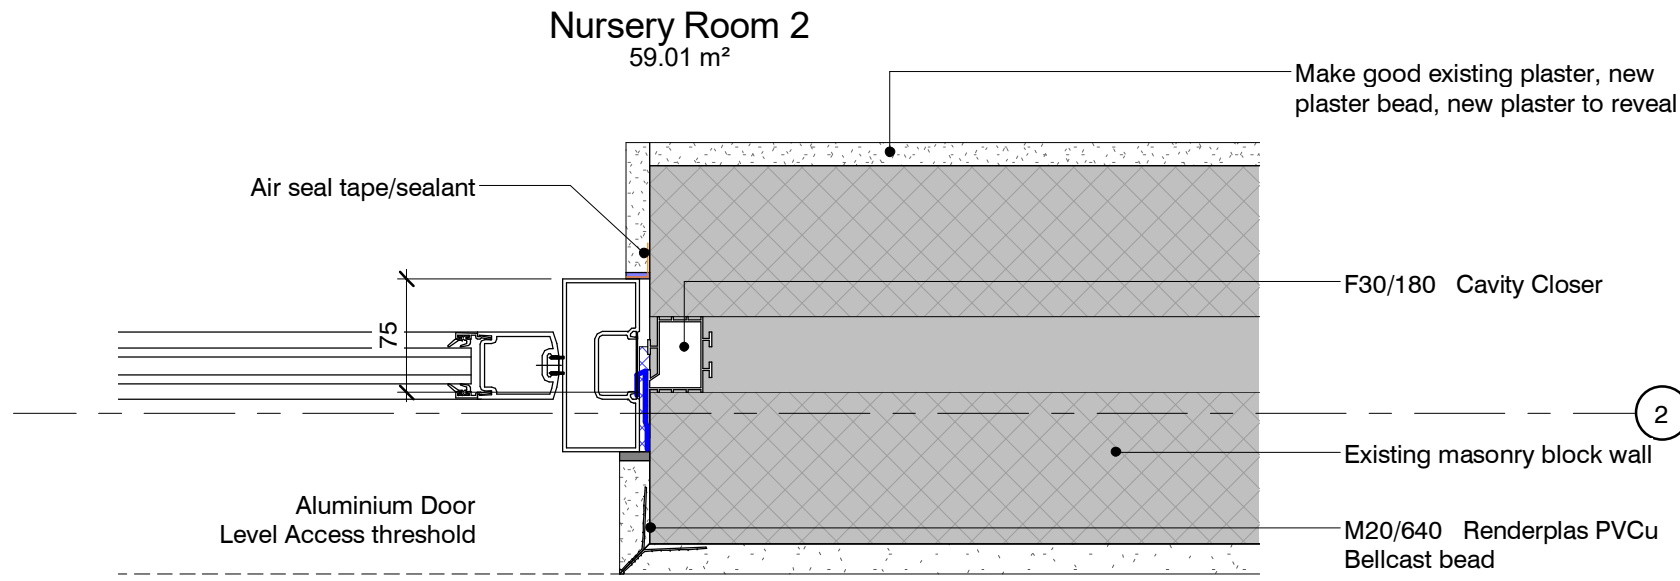 Nursery Room 2
59.01 m²
Make good existing plaster, new
plaster bead, new plaster to reveal
Air seal tape/sealant
F30/180 Cavity Closer
75
2
Existing masonry block wall
Aluminium Door
Level Access threshold
M20/640 Renderplas PVCu
Bellcast bead